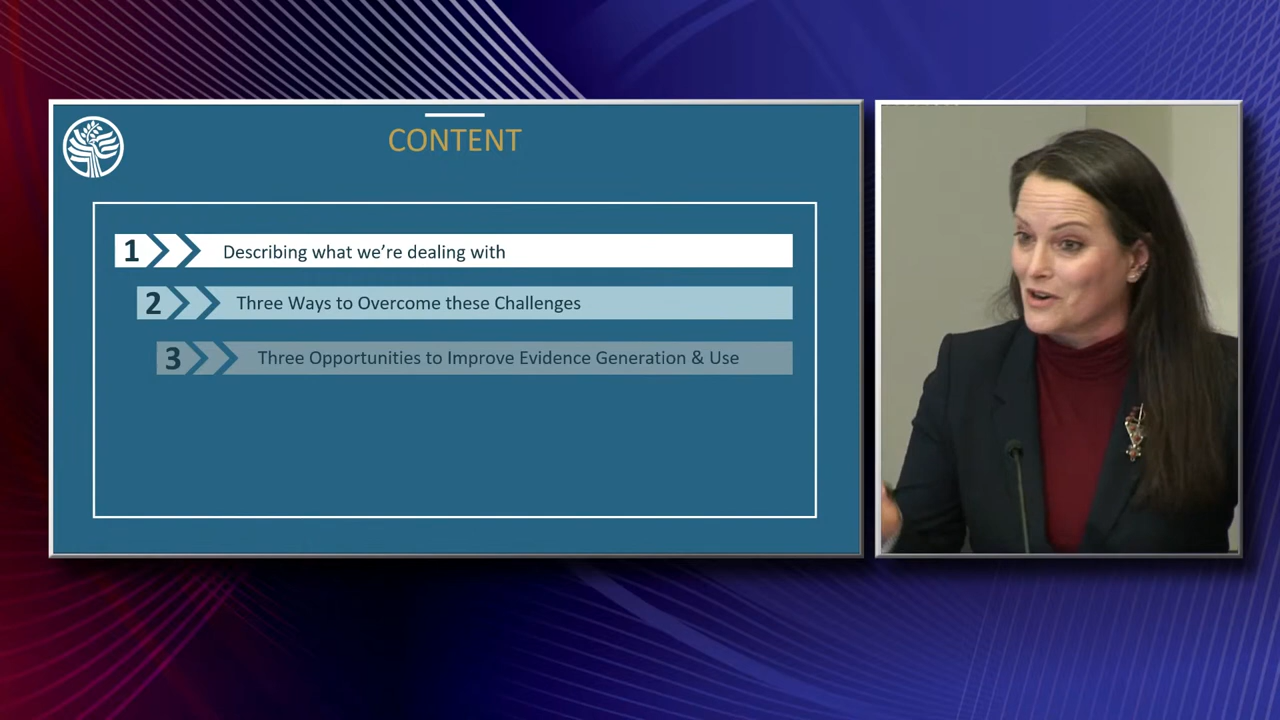 CONTENT
1 Describing what we’re dealing with
2 Three Ways to Overcome these Challenges
3 Three Opportunities to Improve Evidence Generation & Use